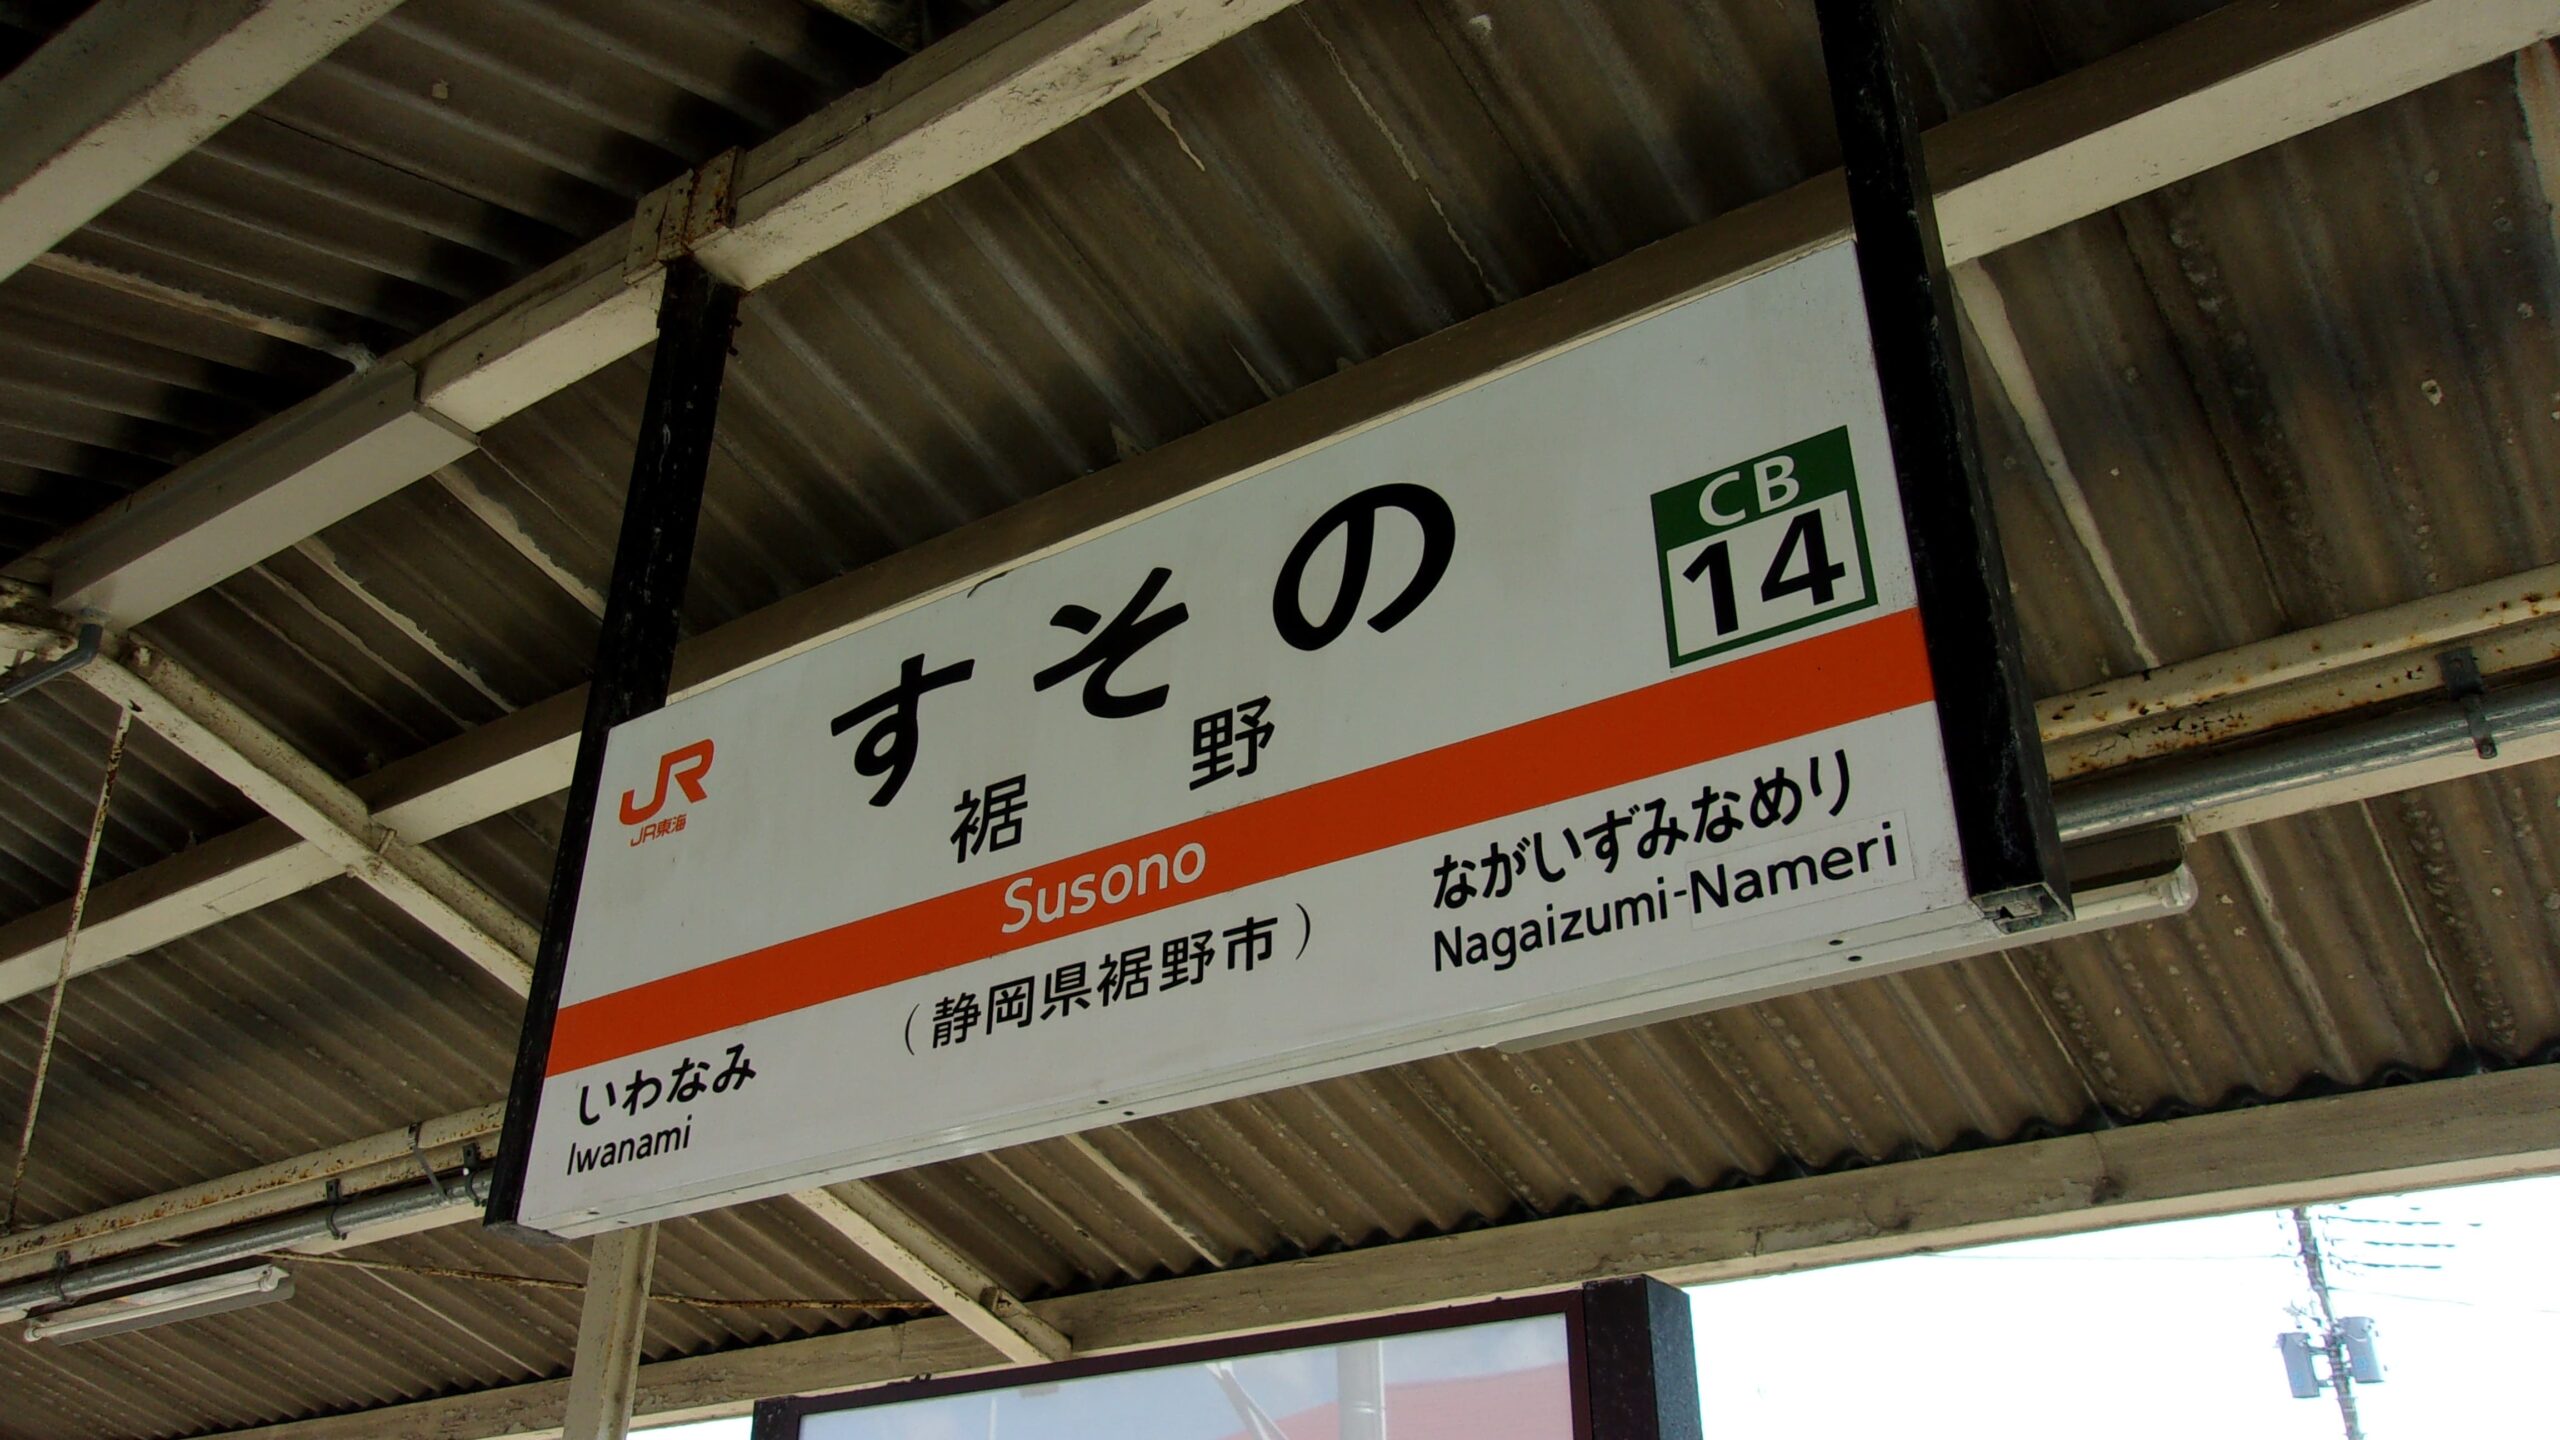 CB
14
すその
JR
JR東海
裾野
Susono
ながいずみなめり
Nagaizumi-Nameri
（静岡県裾野市）
いわなみ
Iwanami